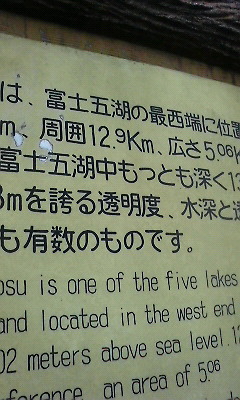 は、富士五湖の最西端に位置
m、周囲12.9Km、広さ5.06K
富士五湖中もっとも深く13
3mを誇る透明度、水深と透
も有数のものです。
osu is one of the five lakes
and located in the west end
02 meters above sea level. 12
ference, an area of 5.06